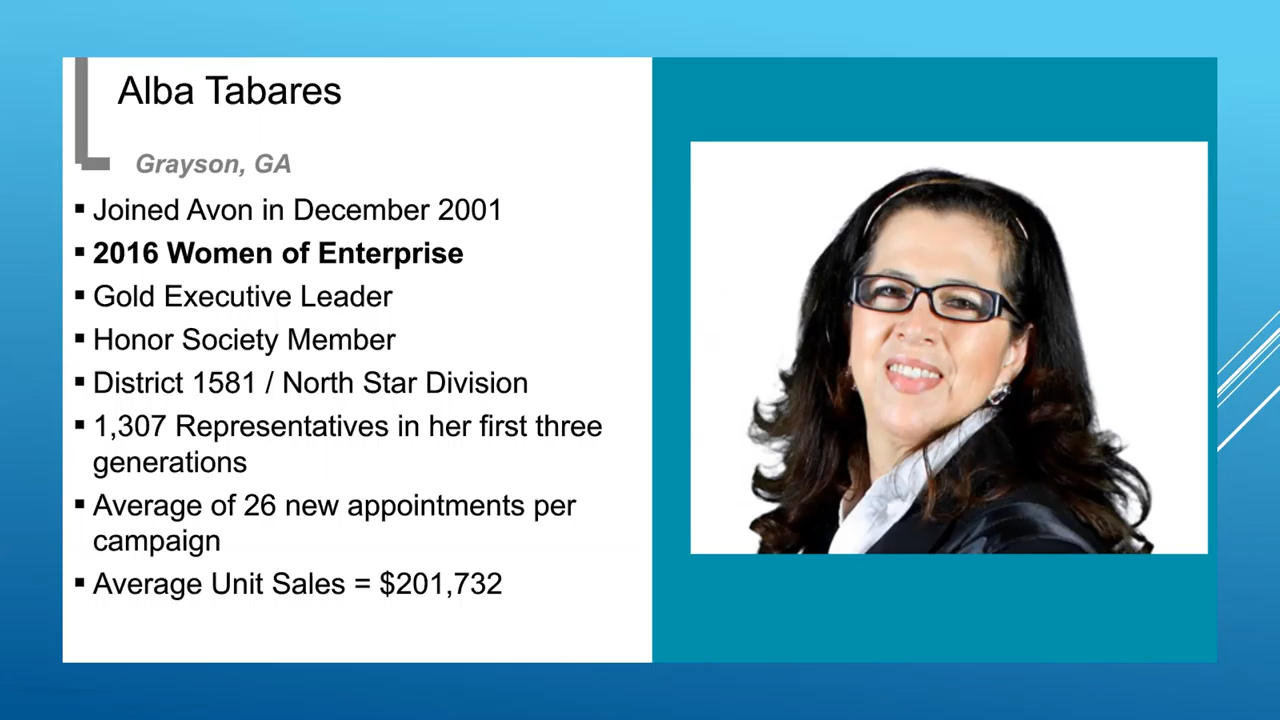 Alba Tabares
Grayson, GA
▪ Joined Avon in December 2001
▪ 2016 Women of Enterprise
▪ Gold Executive Leader
▪ Honor Society Member
▪ District 1581 / North Star Division
▪ 1,307 Representatives in her first three
generations
▪ Average of 26 new appointments per
campaign
▪ Average Unit Sales = $201,732